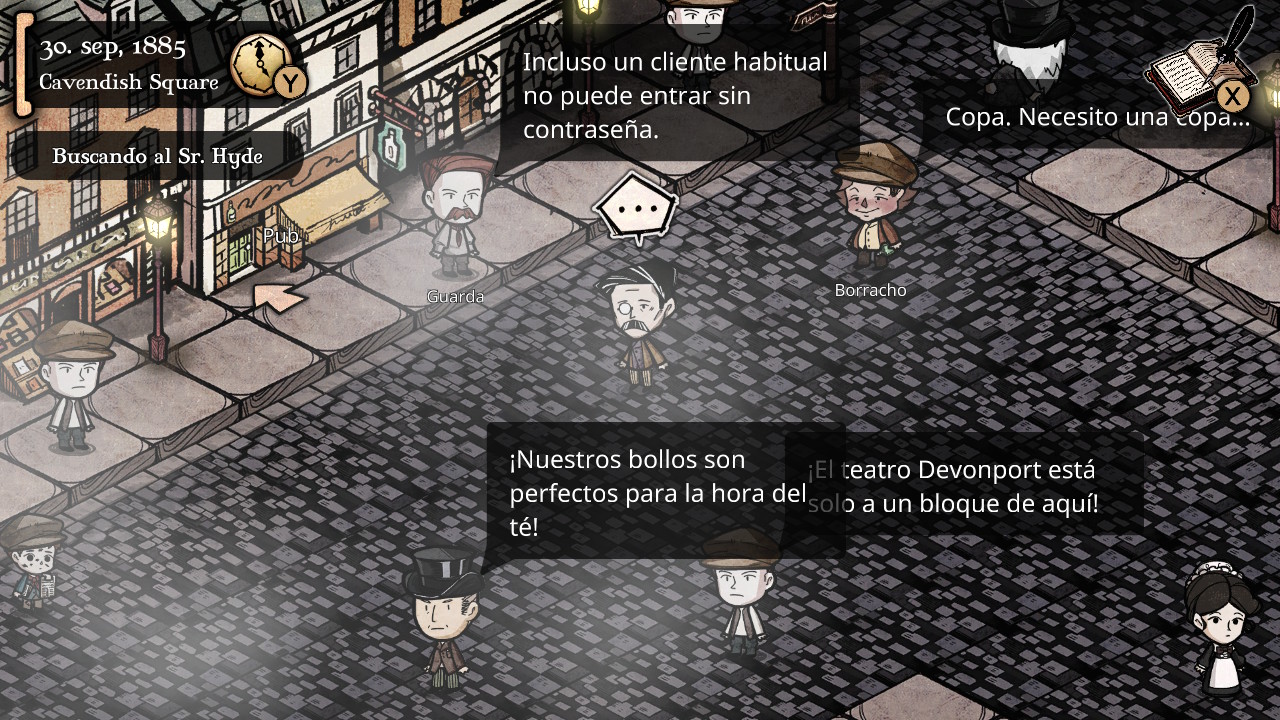 30. sep, 1885
Cavendish Square
Y
Buscando al Sr. Hyde
Incluso un cliente habitual
no puede entrar sin
contraseña.
X
Copa. Necesito una copa...
Pub
Guarda
Borracho
¡Nuestros bollos son
perfectos para la hora del
té!
¡El teatro Devonport está
solo a un bloque de aquí!